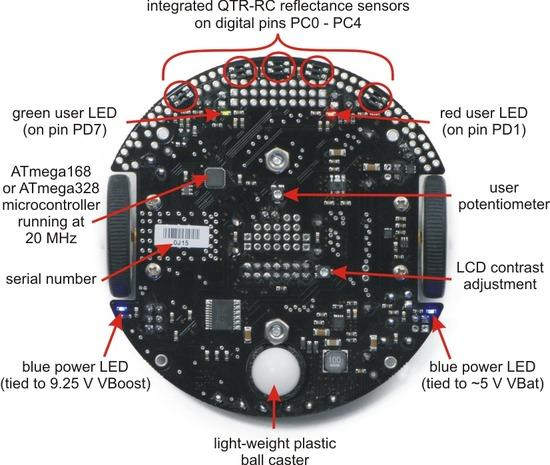 integrated QTR-RC reflectance sensors
on digital pins PC0 - PC4
green user LED
(on pin PD7)
red user LED
(on pin PD1)
ATmega168
or ATmega328
microcontroller
running at
20 MHz
user
potentiometer
0J15
serial number
LCD contrast
adjustment
blue power LED
(tied to 9.25 V VBoost)
blue power LED
(tied to ~5 V VBat)
100
light-weight plastic
ball caster